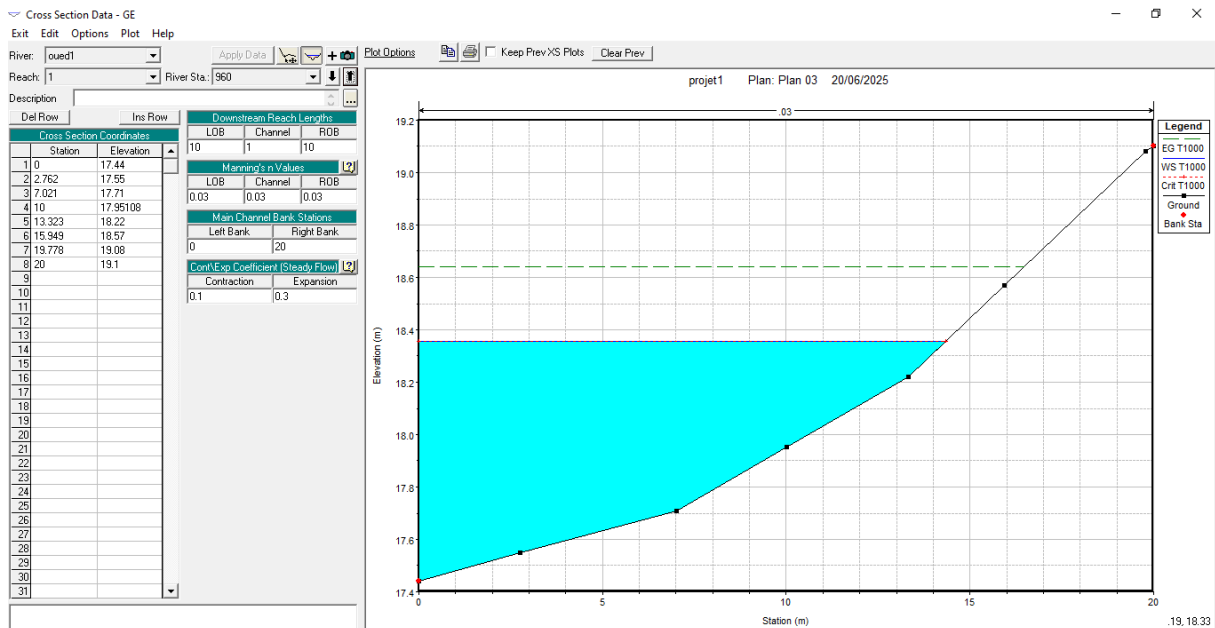 Cross Section Data - GE
Exit Edit Options Plot Help
River: oued1 Apply Data Plot Options Keep Prev XS Plots Clear Prev
Reach: 1 River Sta.: 960
Description ...
Del Row Ins Row
Cross Section Coordinates
Station Elevation
1 0 17.44
2 2.762 17.55
3 7.021 17.71
4 10 17.95108
5 13.323 18.22
6 15.949 18.57
7 19.778 19.08
8 20 19.1
9
10
11
12
13
14
15
16
17
18
19
20
21
22
23
24
25
26
27
28
29
30
31
Downstream Reach Lengths
LOB Channel ROB
10 1 10
Manning's n Values ?
LOB Channel ROB
0.03 0.03 0.03
Main Channel Bank Stations
Left Bank Right Bank
0 20
Cont\Exp Coefficient (Steady Flow) ?
Contraction Expansion
0.1 0.3
projet1 Plan: Plan 03 20/06/2025
.03
19.2
19.0
18.8
18.6
18.4
18.2
18.0
17.8
17.6
17.4
Elevation (m)
0 5 10 15 20
Station (m)
Legend
EG T1000
WS T1000
Crit T1000
Ground
Bank Sta
.19, 18.33